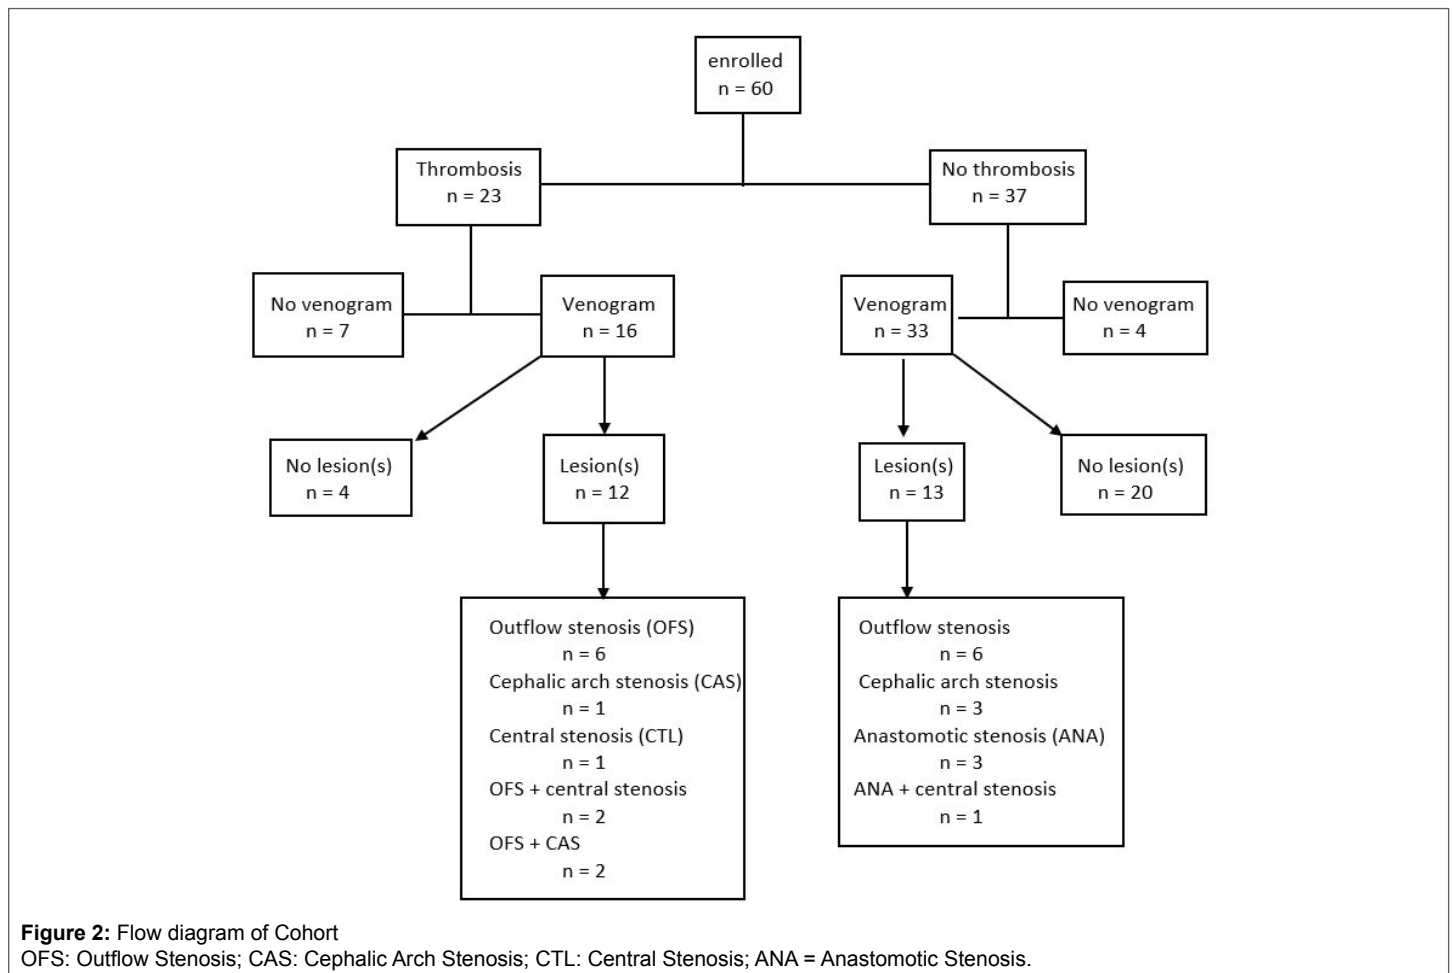 enrolled
n = 60
Thrombosis
n = 23
No thrombosis
n = 37
No venogram
n = 7
Venogram
n = 16
Venogram
n = 33
No venogram
n = 4
No lesion(s)
n = 4
Lesion(s)
n = 12
Lesion(s)
n = 13
No lesion(s)
n = 20
Outflow stenosis (OFS)
n = 6
Cephalic arch stenosis (CAS)
n = 1
Central stenosis (CTL)
n = 1
OFS + central stenosis
n = 2
OFS + CAS
n = 2
Outflow stenosis
n = 6
Cephalic arch stenosis
n = 3
Anastomotic stenosis (ANA)
n = 3
ANA + central stenosis
n = 1
Figure 2: Flow diagram of Cohort
OFS: Outflow Stenosis; CAS: Cephalic Arch Stenosis; CTL: Central Stenosis; ANA = Anastomotic Stenosis.